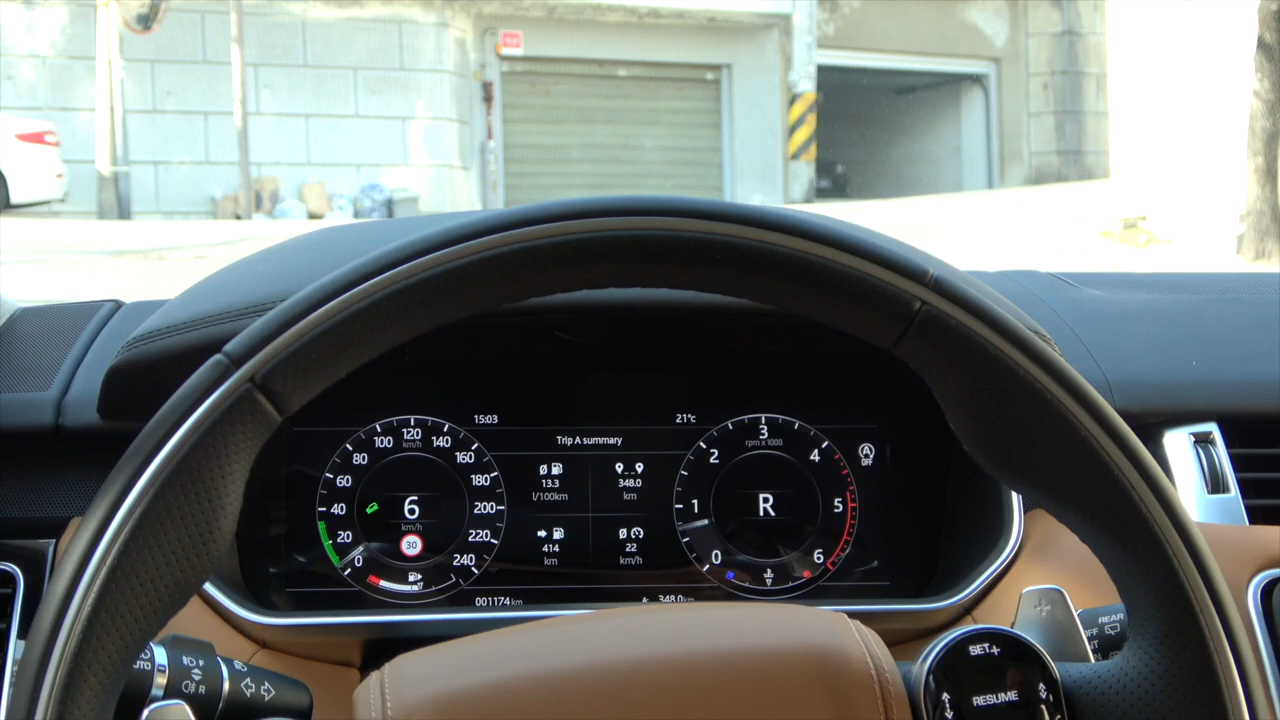 15:03
21°c
Trip A summary
0 20 40 60 80 100 120 140 160 180 200 220 240
km/h
6
km/h
30
Ø
13.3
l/100km
348.0
km
414
km
Ø
22
km/h
0 1 2 3 4 5 6
rpm x1000
R
A
OFF
001174km
A: 348.0km
AUTO
F
R
SET+
RESUME
+
REAR
OFF